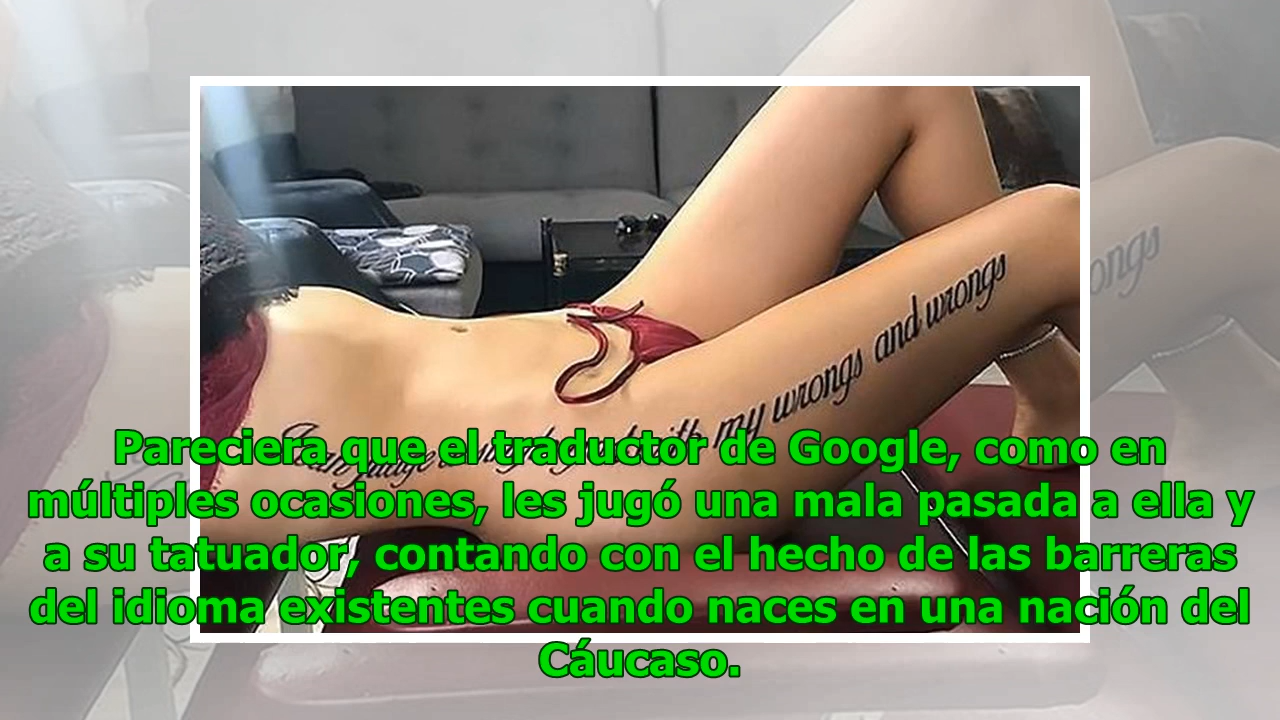 my wrongs and wrongs
ongs
Pareciera que el traductor de Google, como en
múltiples ocasiones, les jugó una mala pasada a ella y
a su tatuador, contando con el hecho de las barreras
del idioma existentes cuando naces en una nación del
Cáucaso.